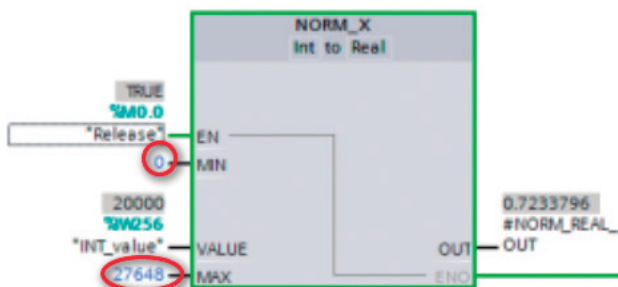 NORM_X
Int to Real
TRUE
%M0.0
"Release"
EN
0
MIN
20000
%IW256
"INT_value"
VALUE
27648
MAX
0.7233796
#NORM_REAL_
OUT
OUT
ENO